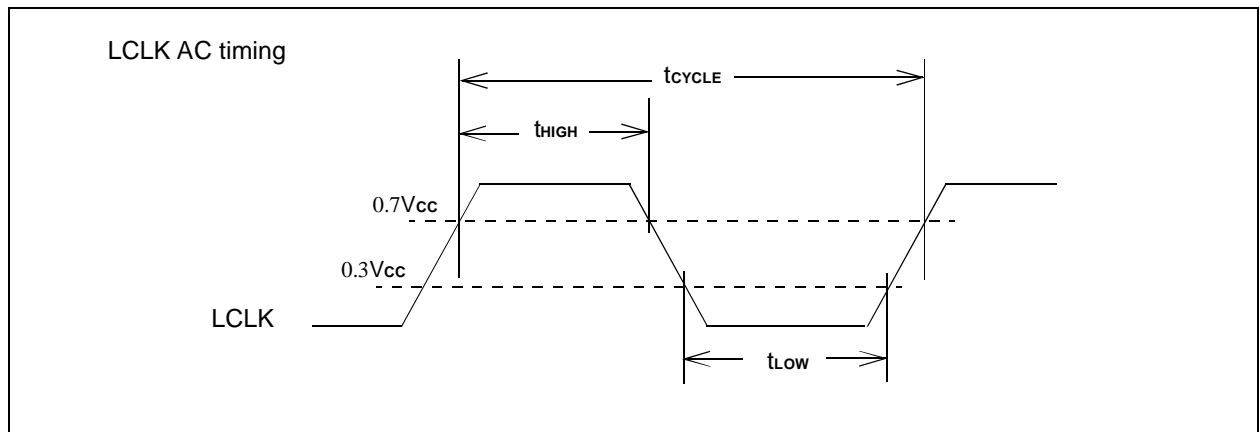 LCLK AC timing
tCYCLE
tHIGH
0.7VCC
0.3VCC
LCLK
tLOW